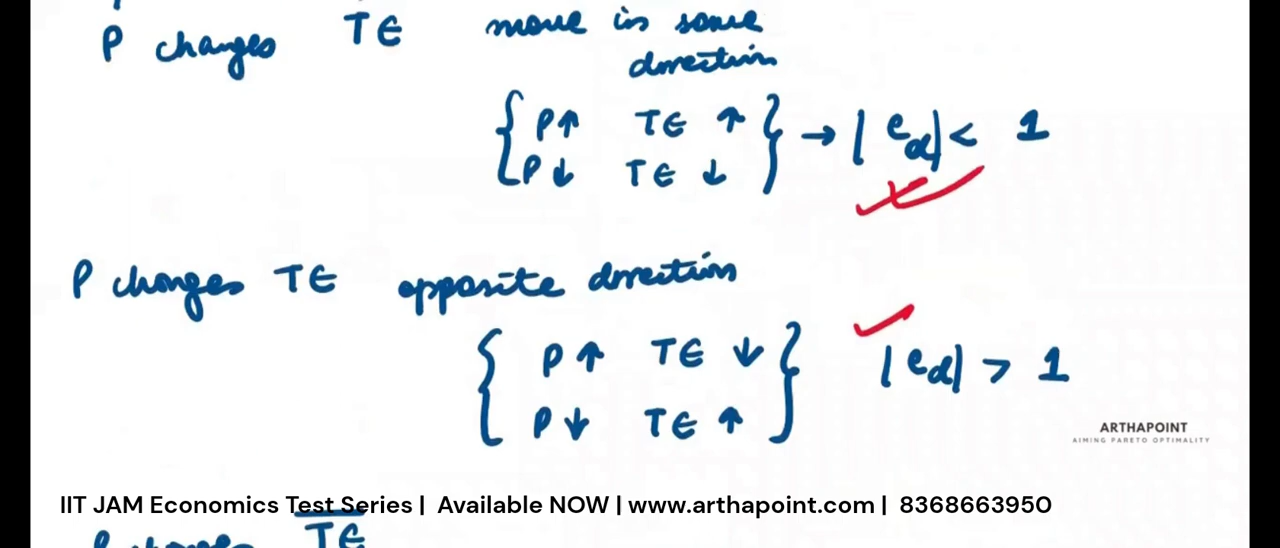 P changes TE move in same
direction
{ P↑ TE ↑ } → |ed| < 1
P↓ TE ↓
P changes TE opposite direction
{ P↑ TE ↓ } |ed| > 1
P↓ TE ↑
ARTHAPOINT
AIMING PARETO OPTIMALITY
IIT JAM Economics Test Series | Available NOW | www.arthapoint.com | 8368663950
P changes TE